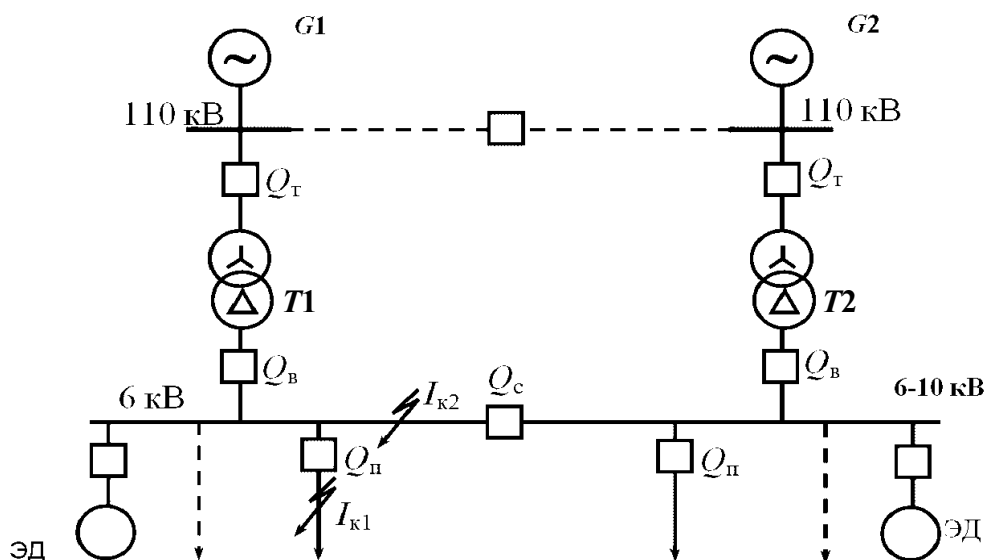 G1 G2
110 кВ 110 кВ
Qт Qт
T1 T2
Qв Qв
6 кВ Iк2 Qс 6-10 кВ
Qп Qп
Iк1
ЭД ЭД